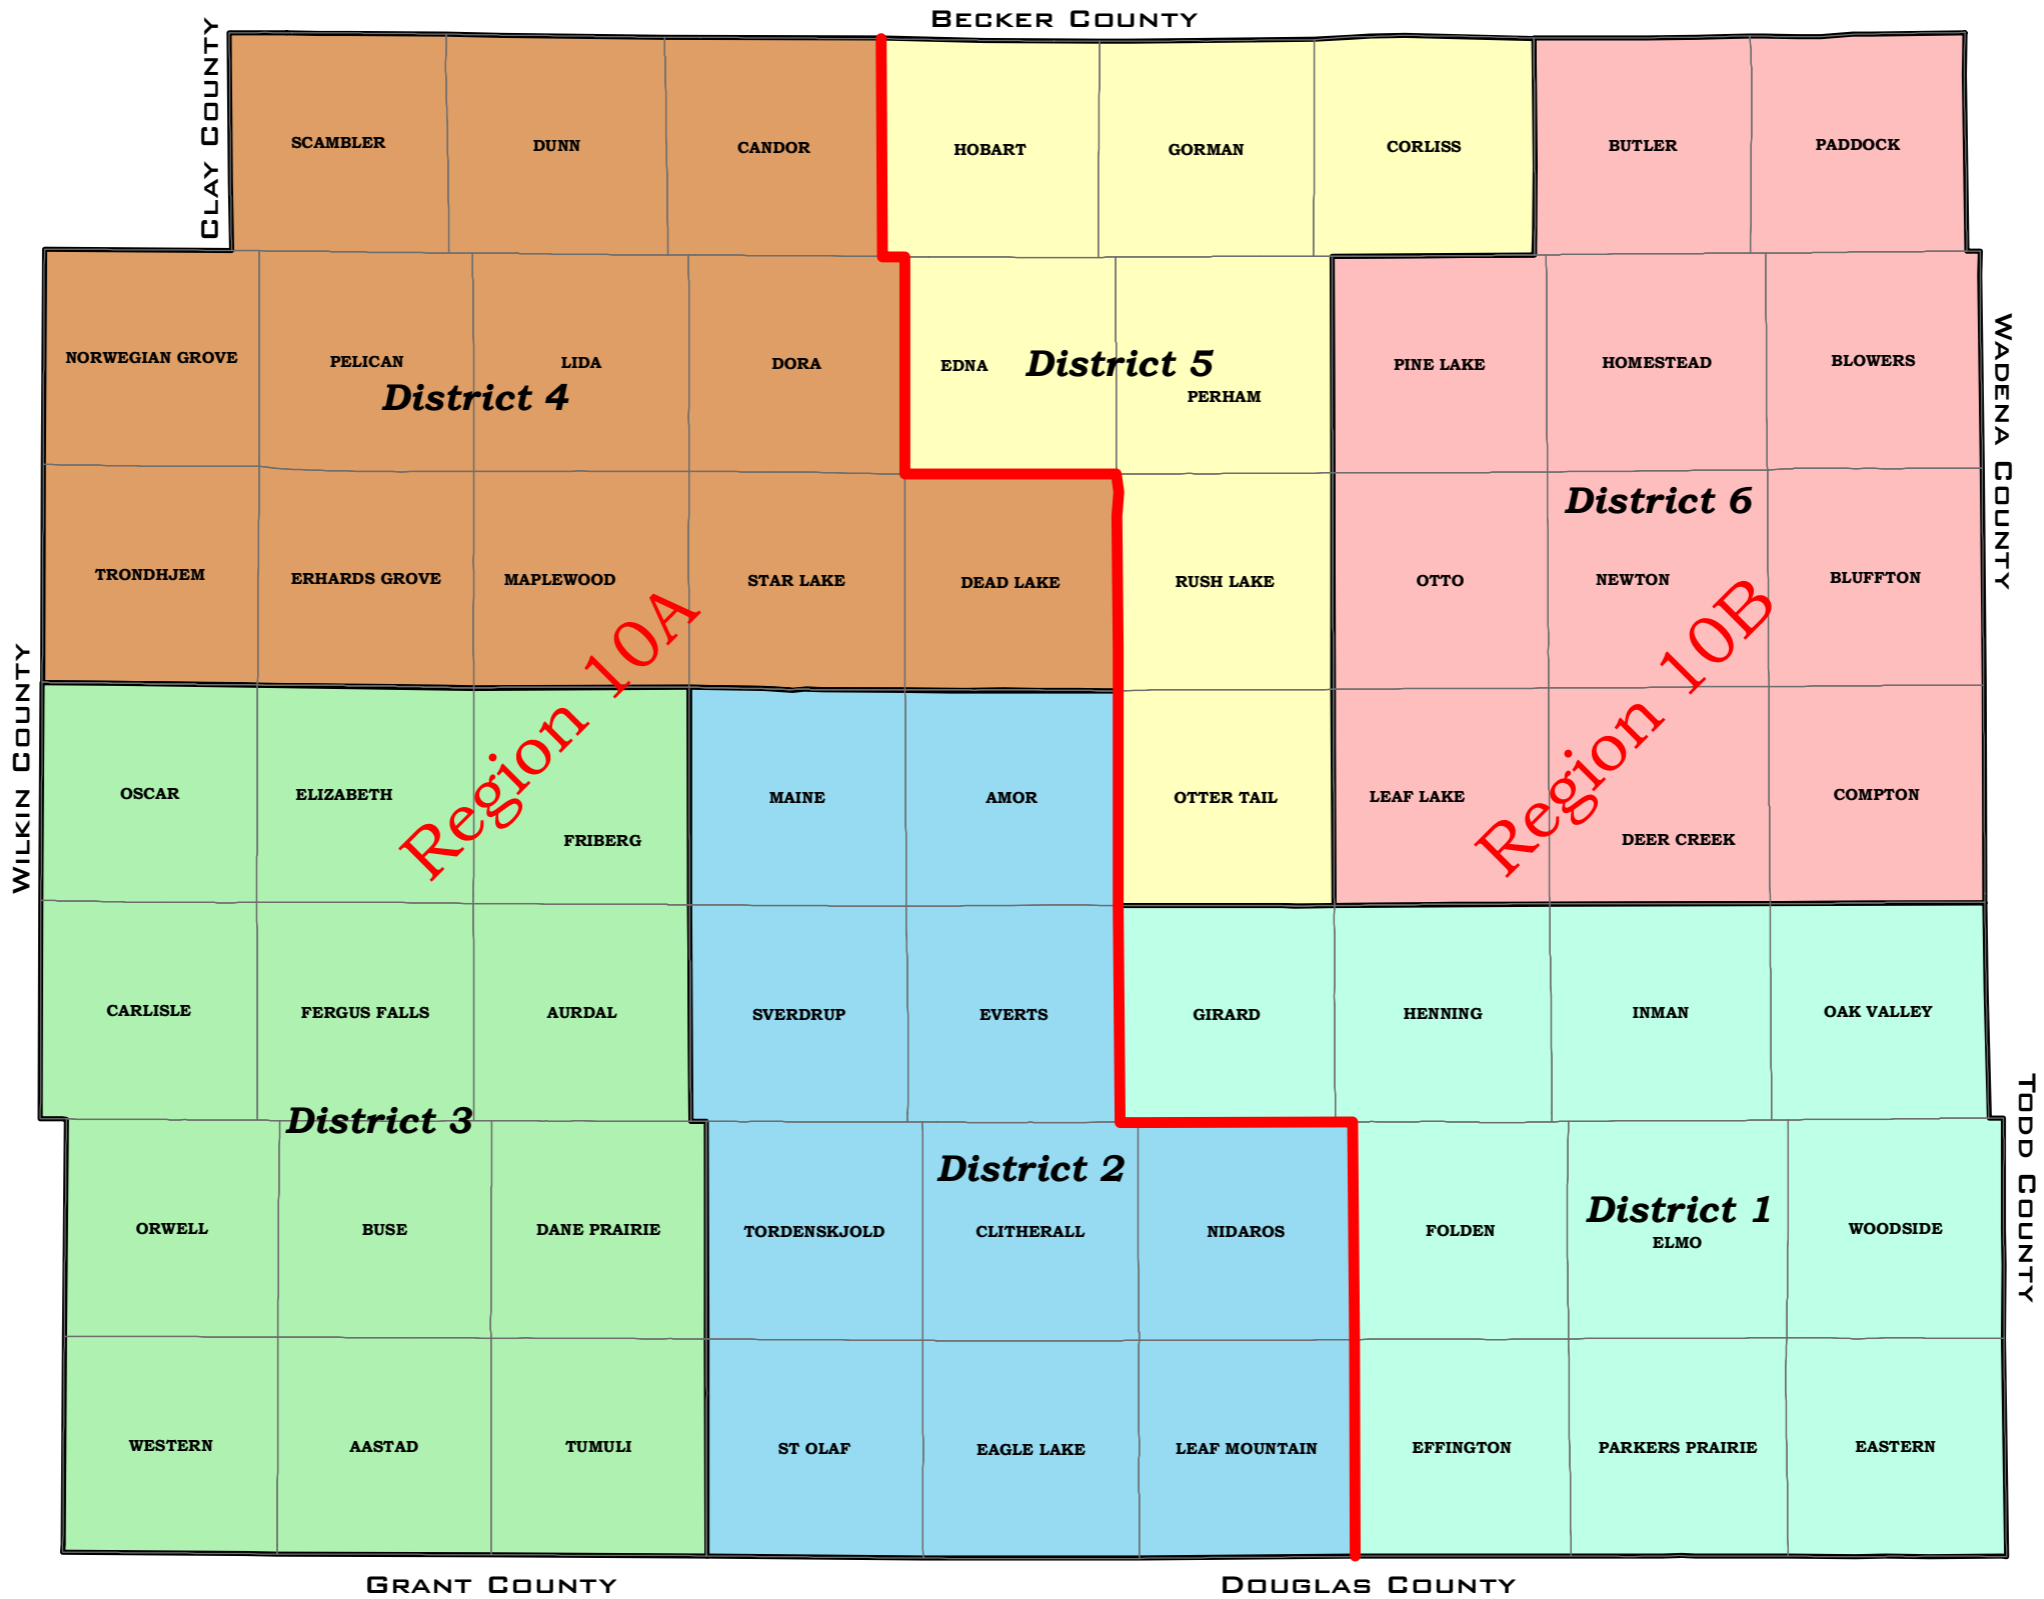 BECKER COUNTY
CLAY COUNTY
SCAMBLER
DUNN
CANDOR
HOBART
GORMAN
CORLISS
BUTLER
PADDOCK
NORWEGIAN GROVE
PELICAN
LIDA
DORA
EDNA
PERHAM
PINE LAKE
HOMESTEAD
BLOWERS
District 4
District 5
WADENA COUNTY
District 6
TRONDHJEM
ERHARDS GROVE
MAPLEWOOD
STAR LAKE
DEAD LAKE
RUSH LAKE
OTTO
NEWTON
BLUFFTON
Region 10A
Region 10B
WILKIN COUNTY
OSCAR
ELIZABETH
FRIBERG
MAINE
AMOR
OTTER TAIL
LEAF LAKE
DEER CREEK
COMPTON
CARLISLE
FERGUS FALLS
AURDAL
SVERDRUP
EVERTS
GIRARD
HENNING
INMAN
OAK VALLEY
District 3
District 2
District 1
TODD COUNTY
ORWELL
BUSE
DANE PRAIRIE
TORDENSKJOLD
CLITHERALL
NIDAROS
FOLDEN
ELMO
WOODSIDE
WESTERN
AASTAD
TUMULI
ST OLAF
EAGLE LAKE
LEAF MOUNTAIN
EFFINGTON
PARKERS PRAIRIE
EASTERN
GRANT COUNTY
DOUGLAS COUNTY